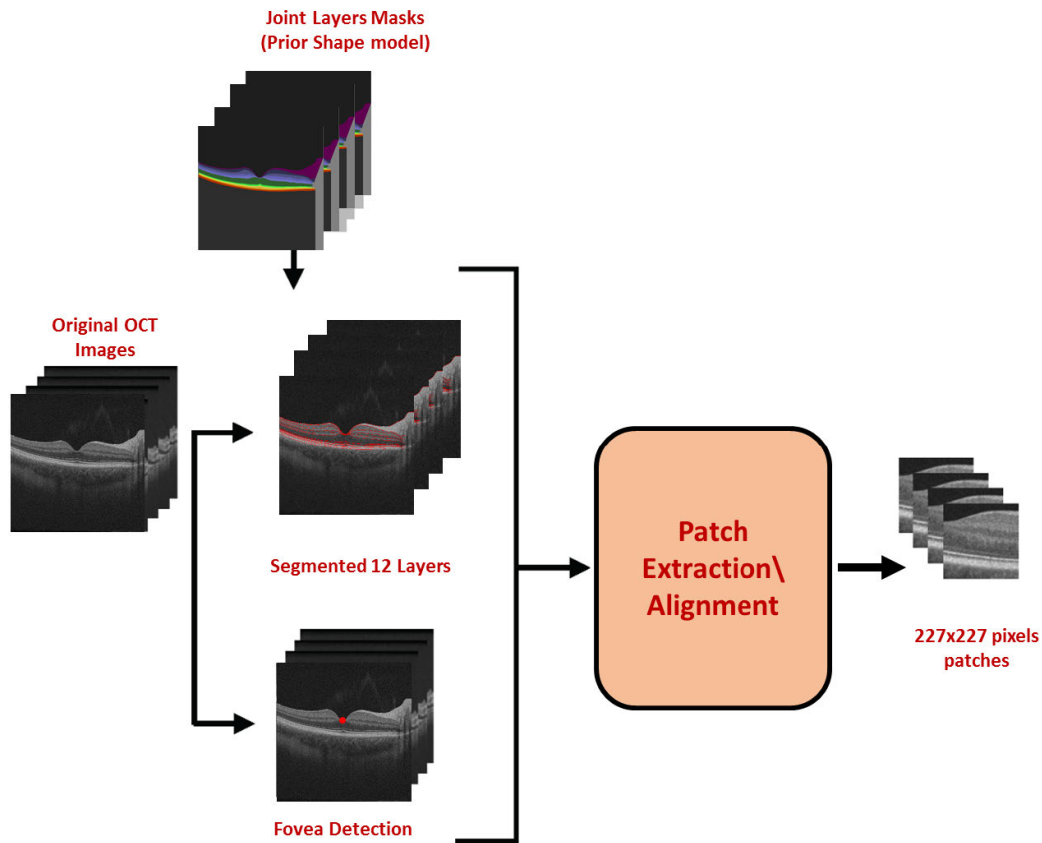 Joint Layers Masks
(Prior Shape model)
Original OCT
Images
Segmented 12 Layers
Patch
Extraction\
Alignment
227x227 pixels
patches
Fovea Detection